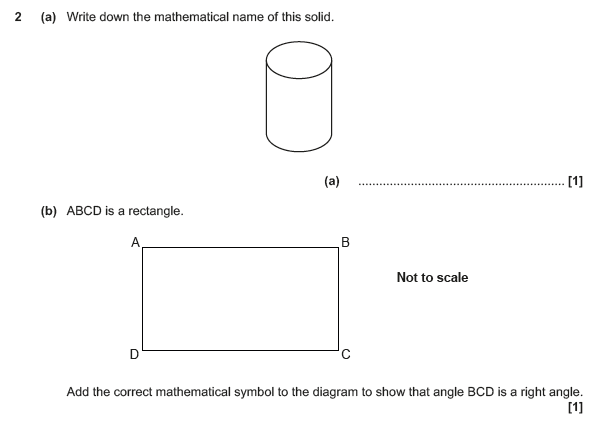 2 (a) Write down the mathematical name of this solid.
(a) ........................................................... [1]
(b) ABCD is a rectangle.
A B
Not to scale
D C
Add the correct mathematical symbol to the diagram to show that angle BCD is a right angle.
[1]